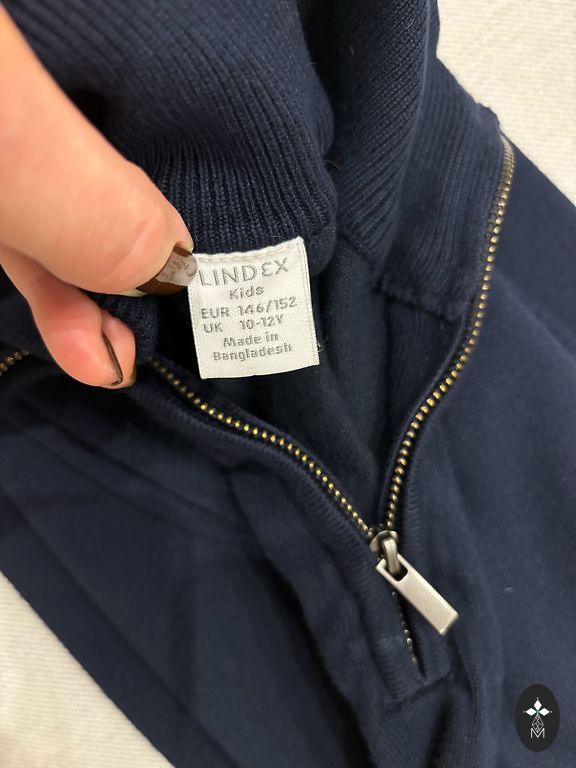 LINDEX
Kids
EUR 146/152
UK 10-12Y
Made in
Bangladesh
M